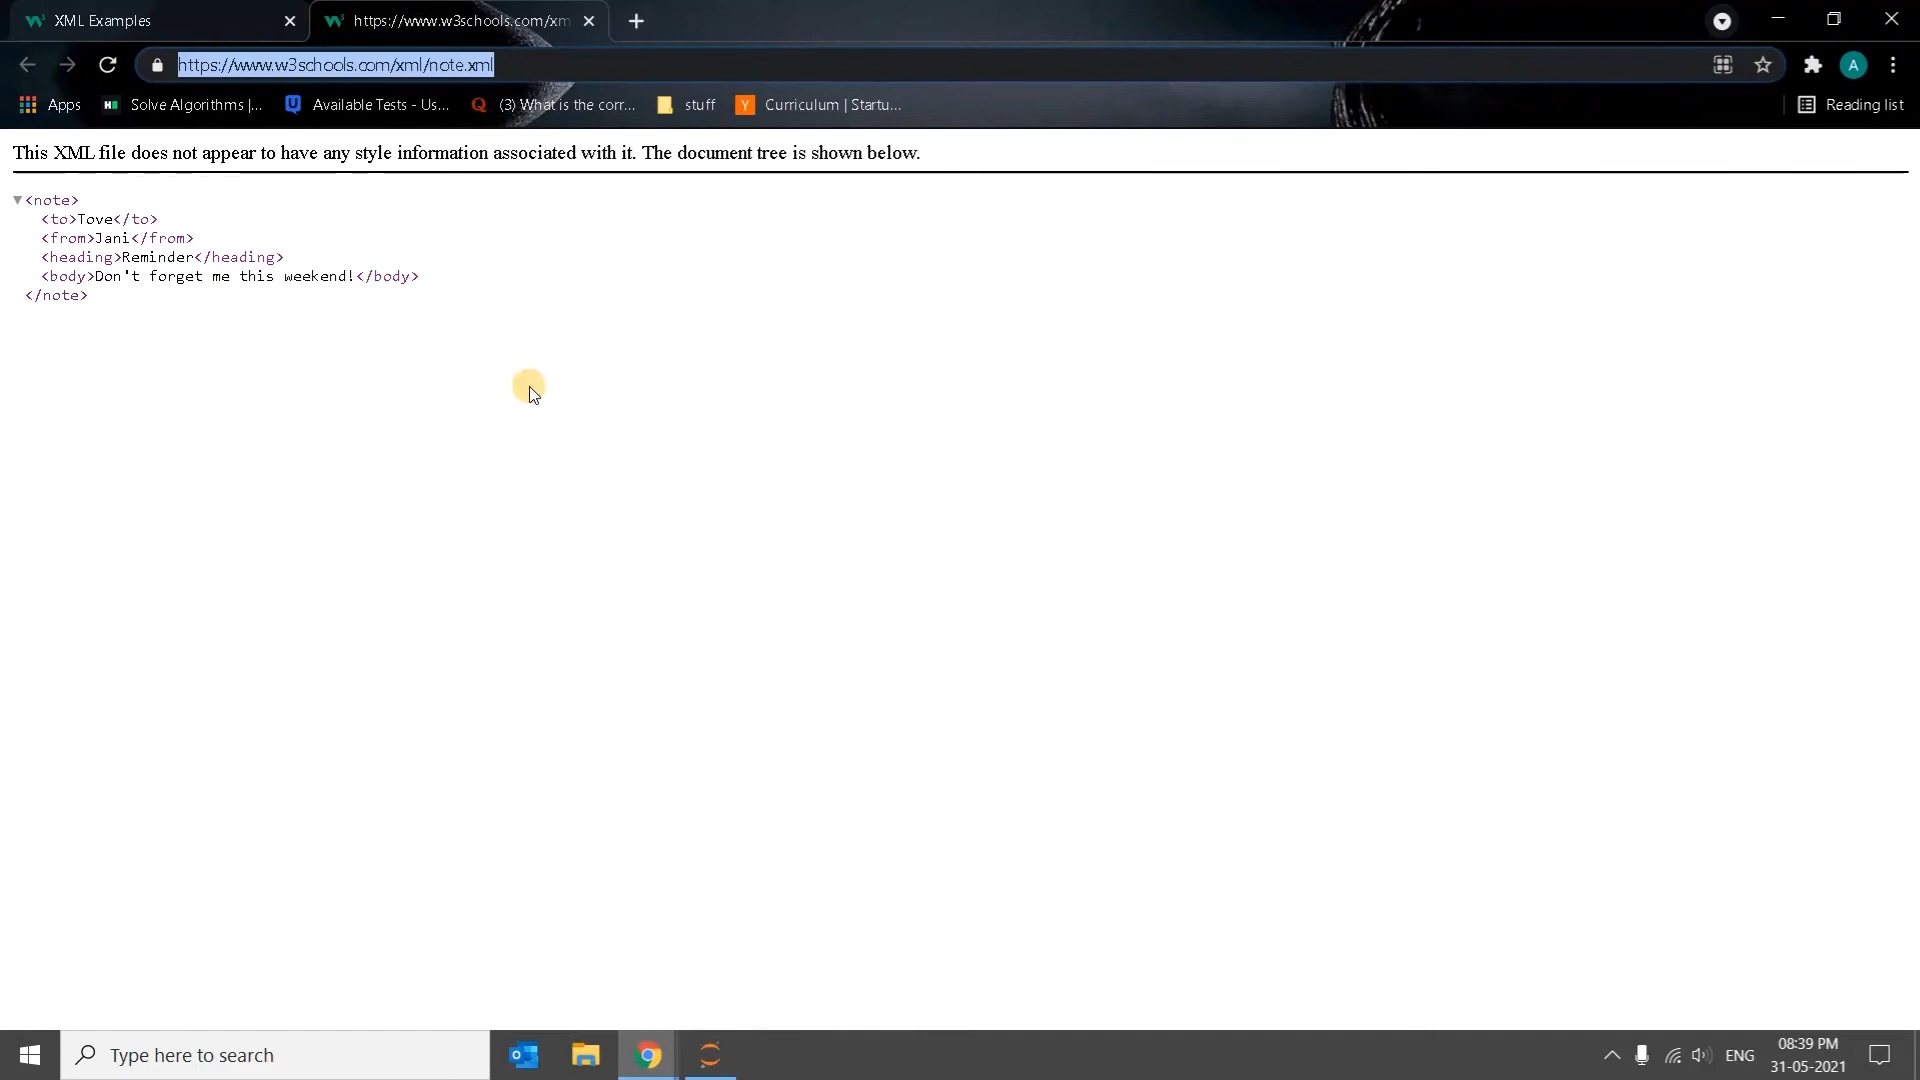 XML Examples
https://www.w3schools.com/xm
https://www.w3schools.com/xml/note.xml
A
Apps
Solve Algorithms |...
Available Tests - Us...
(3) What is the corr...
stuff
Y
Curriculum | Startu...
Reading list
This XML file does not appear to have any style information associated with it. The document tree is shown below.
▼<note>
<to>Tove</to>
<from>Jani</from>
<heading>Reminder</heading>
<body>Don't forget me this weekend!</body>
</note>
Type here to search
ENG
08:39 PM
31-05-2021